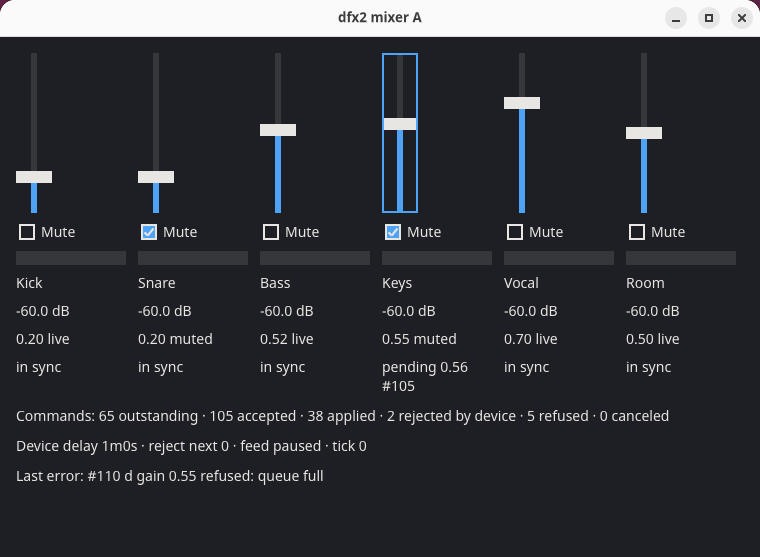 dfx2 mixer A
Mute Mute Mute Mute Mute Mute
Kick Snare Bass Keys Vocal Room
-60.0 dB -60.0 dB -60.0 dB -60.0 dB -60.0 dB -60.0 dB
0.20 live 0.20 muted 0.52 live 0.55 muted 0.70 live 0.50 live
in sync in sync in sync pending 0.56 in sync in sync
#105
Commands: 65 outstanding · 105 accepted · 38 applied · 2 rejected by device · 5 refused · 0 canceled
Device delay 1m0s · reject next 0 · feed paused · tick 0
Last error: #110 d gain 0.55 refused: queue full